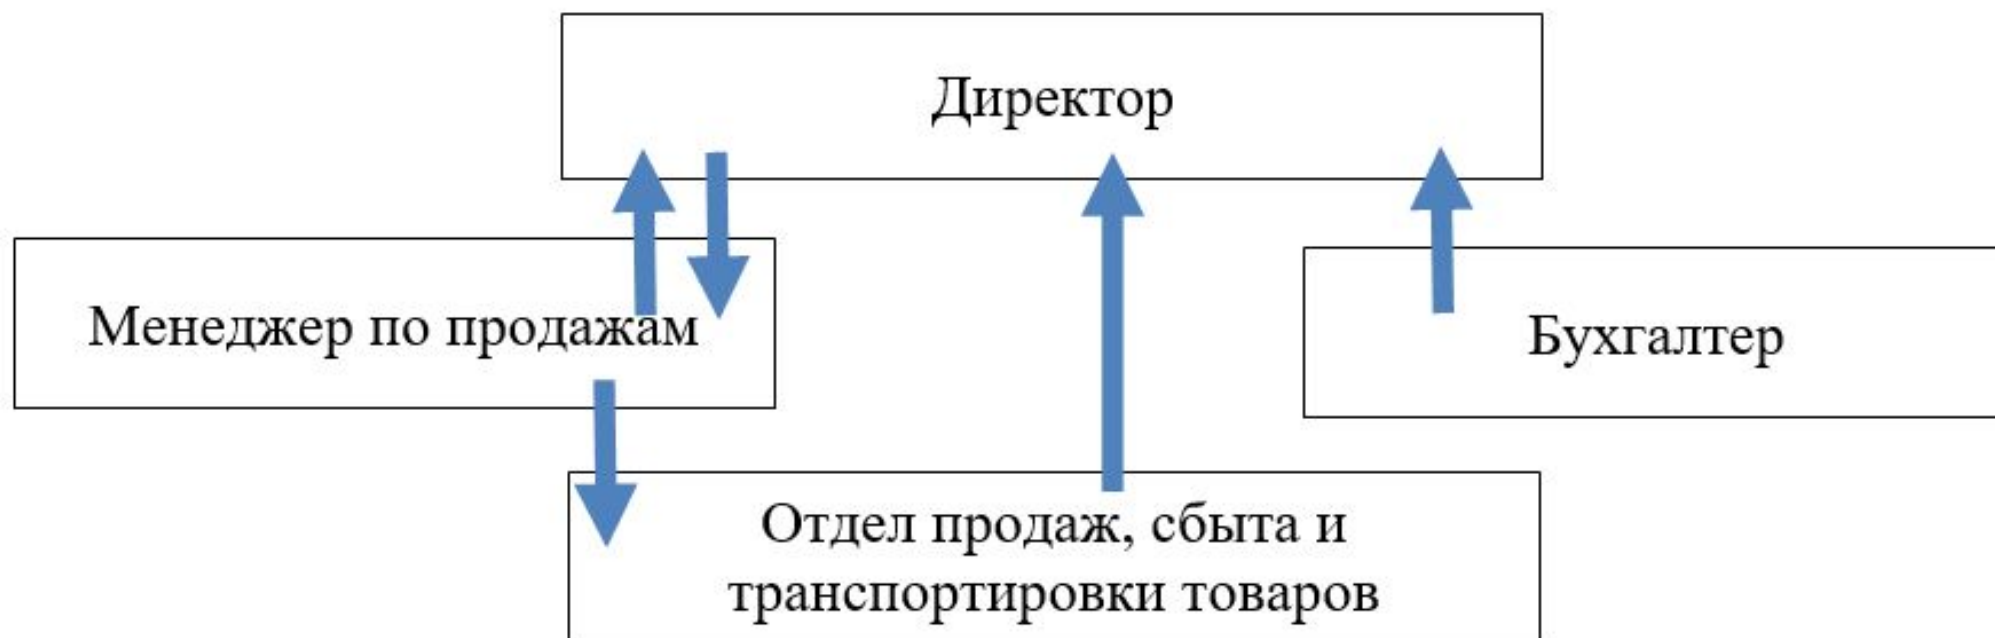 Директор
Менеджер по продажам
Бухгалтер
Отдел продаж, сбыта и
транспортировки товаров